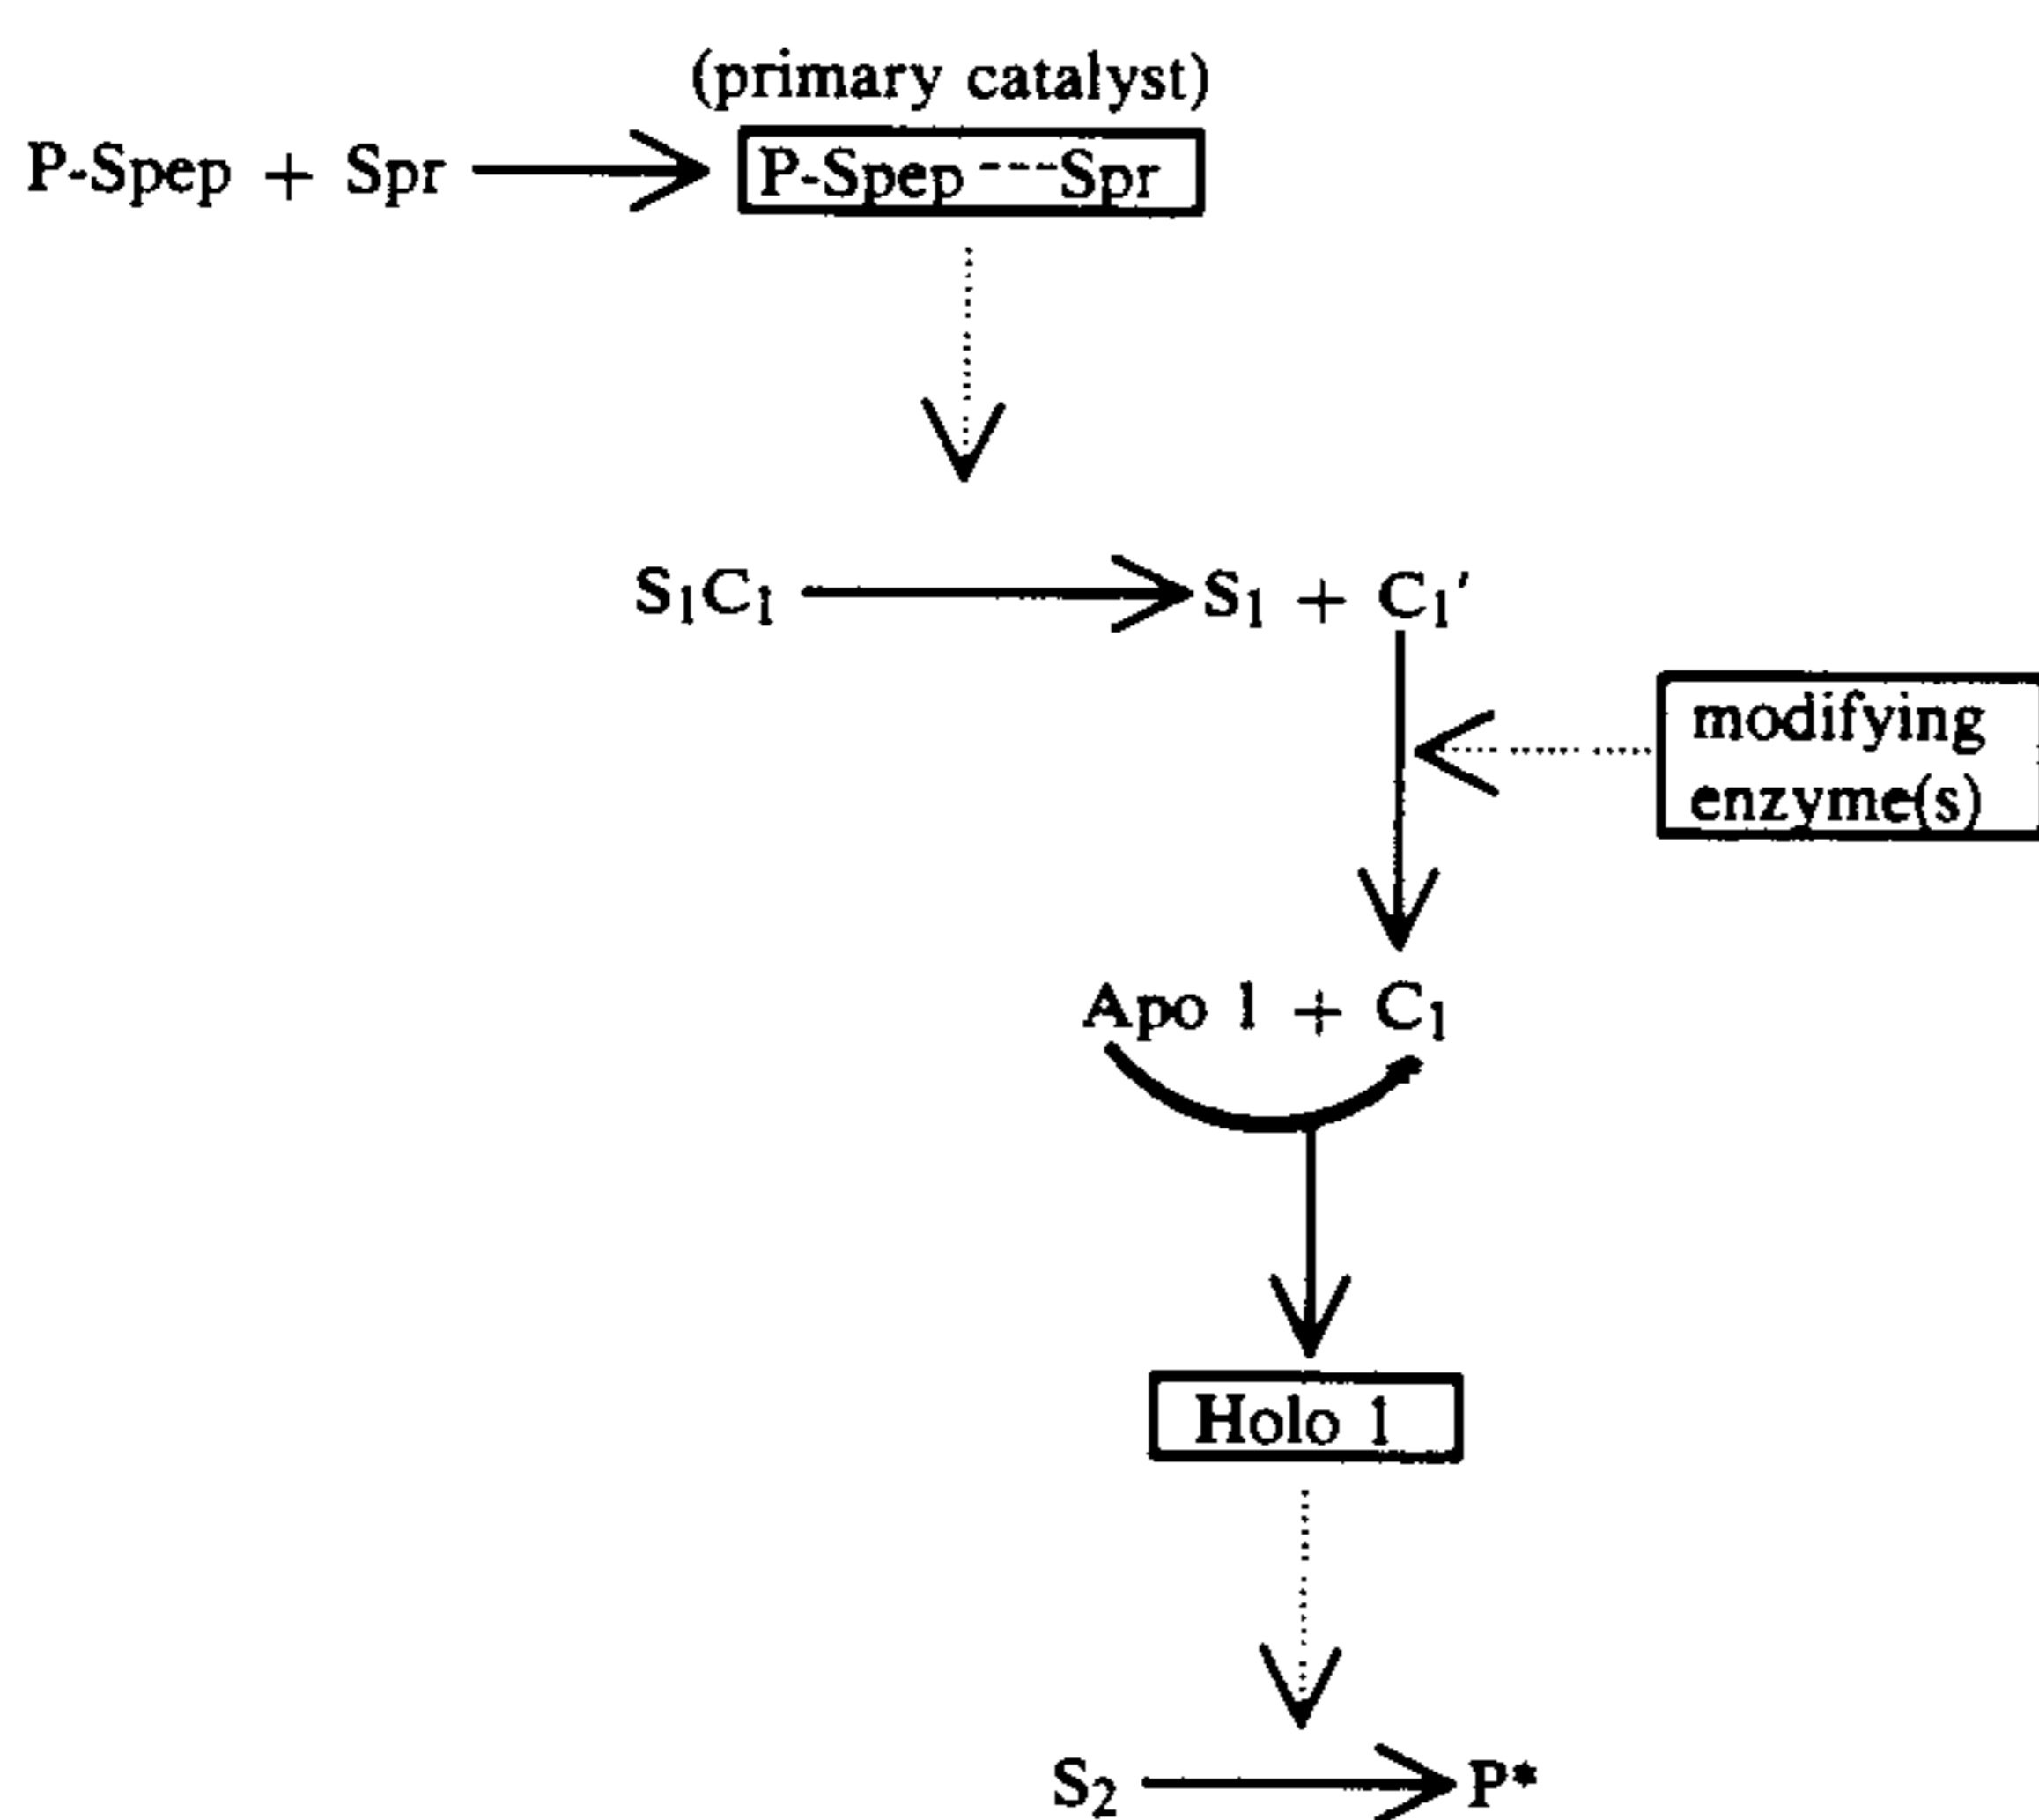 (primary catalyst)
P-Spep + Spr P-Spep ---Spr
S₁C₁ S₁ + C₁′
modifying
enzyme(s)
Apo 1 + C₁
Holo 1
S₂ P*